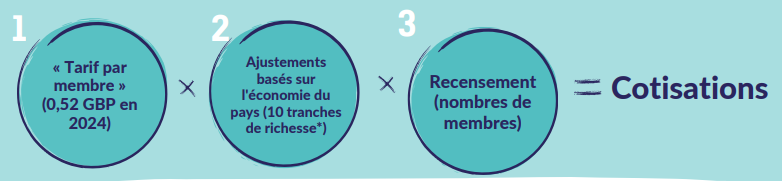 1
« Tarif par
membre »
(0,52 GBP en
2024)
×
2
Ajustements
basés sur
l'économie du
pays (10 tranches
de richesse*)
×
3
Recensement
(nombres de
membres)
= Cotisations